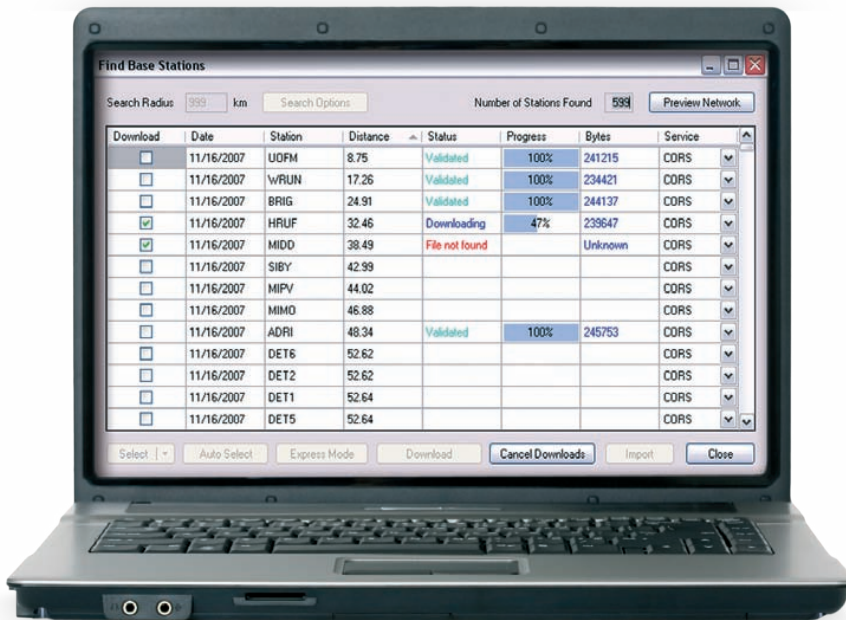 Find Base Stations
Search Radius 999 km Search Options Number of Stations Found 599 Preview Network
Download Date Station Distance Status Progress Bytes Service
11/16/2007 UOFM 8.75 Validated 100% 241215 CORS
11/16/2007 WRUN 17.26 Validated 100% 234421 CORS
11/16/2007 BRIG 24.91 Validated 100% 244137 CORS
11/16/2007 HRUF 32.46 Downloading 47% 239647 CORS
11/16/2007 MIDD 38.49 File not found Unknown CORS
11/16/2007 SIBY 42.99 CORS
11/16/2007 MIPV 44.02 CORS
11/16/2007 MIMO 46.88 CORS
11/16/2007 ADRI 48.34 Validated 100% 245753 CORS
11/16/2007 DET6 52.62 CORS
11/16/2007 DET2 52.62 CORS
11/16/2007 DET1 52.64 CORS
11/16/2007 DET5 52.64 CORS
Select Auto Select Express Mode Download Cancel Downloads Import Close